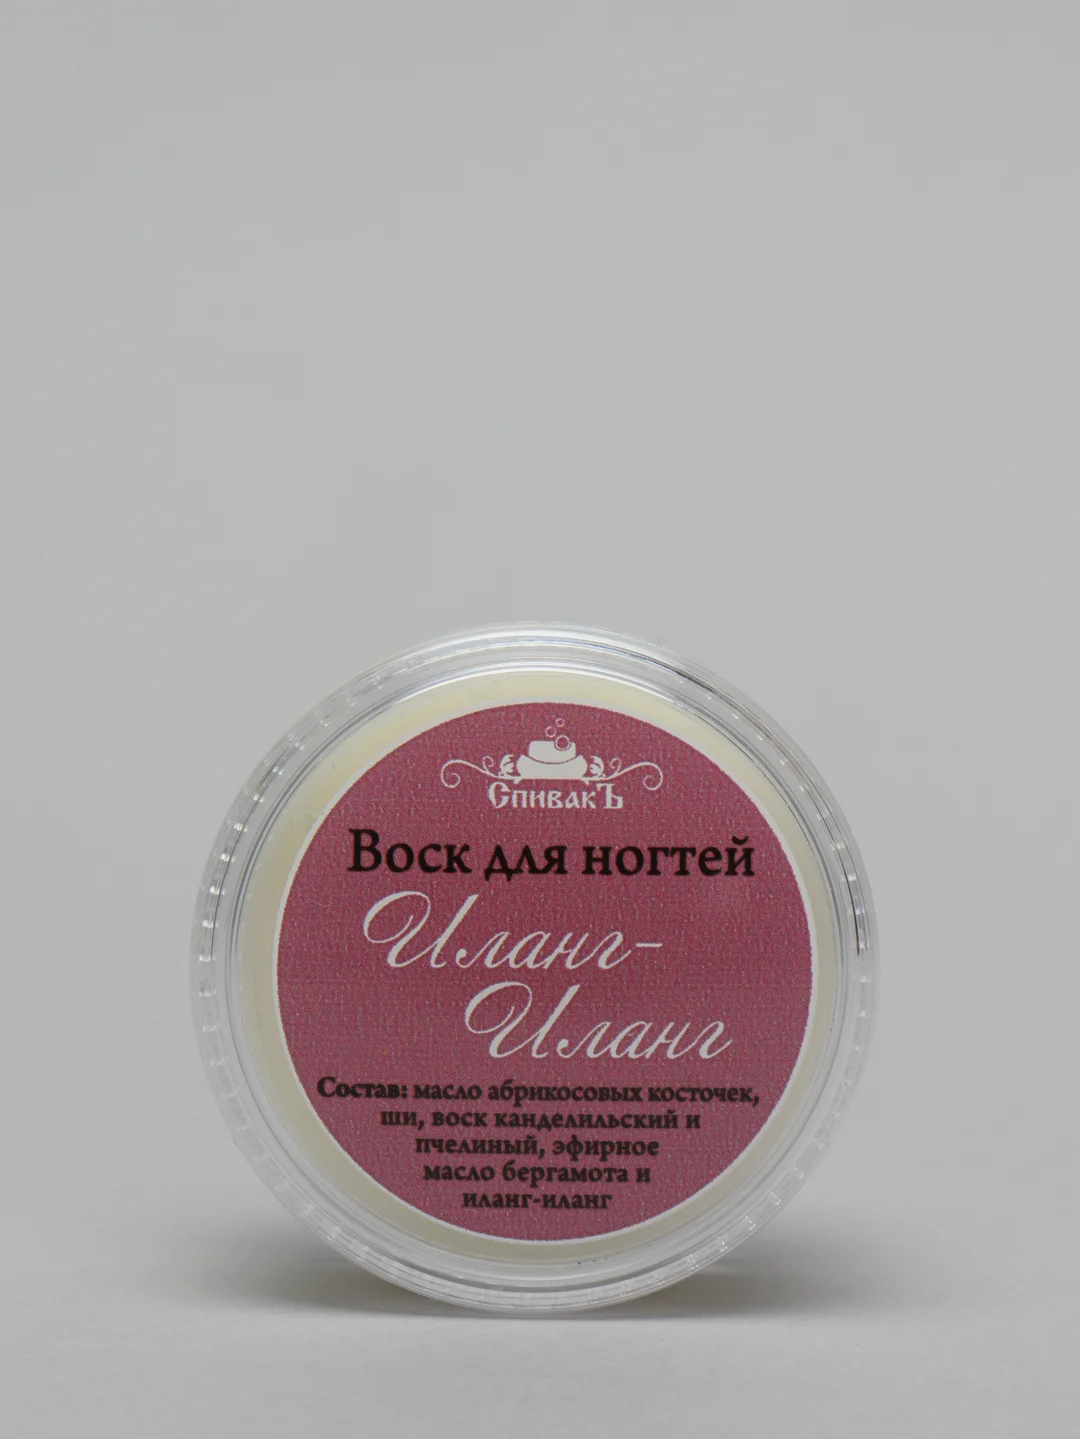 СпивакЪ
Воск для ногтей
Иланг-
Иланг
Состав: масло абрикосовых косточек,
ши, воск канделильский и
пчелиный, эфирное
масло бергамота и
иланг-иланг